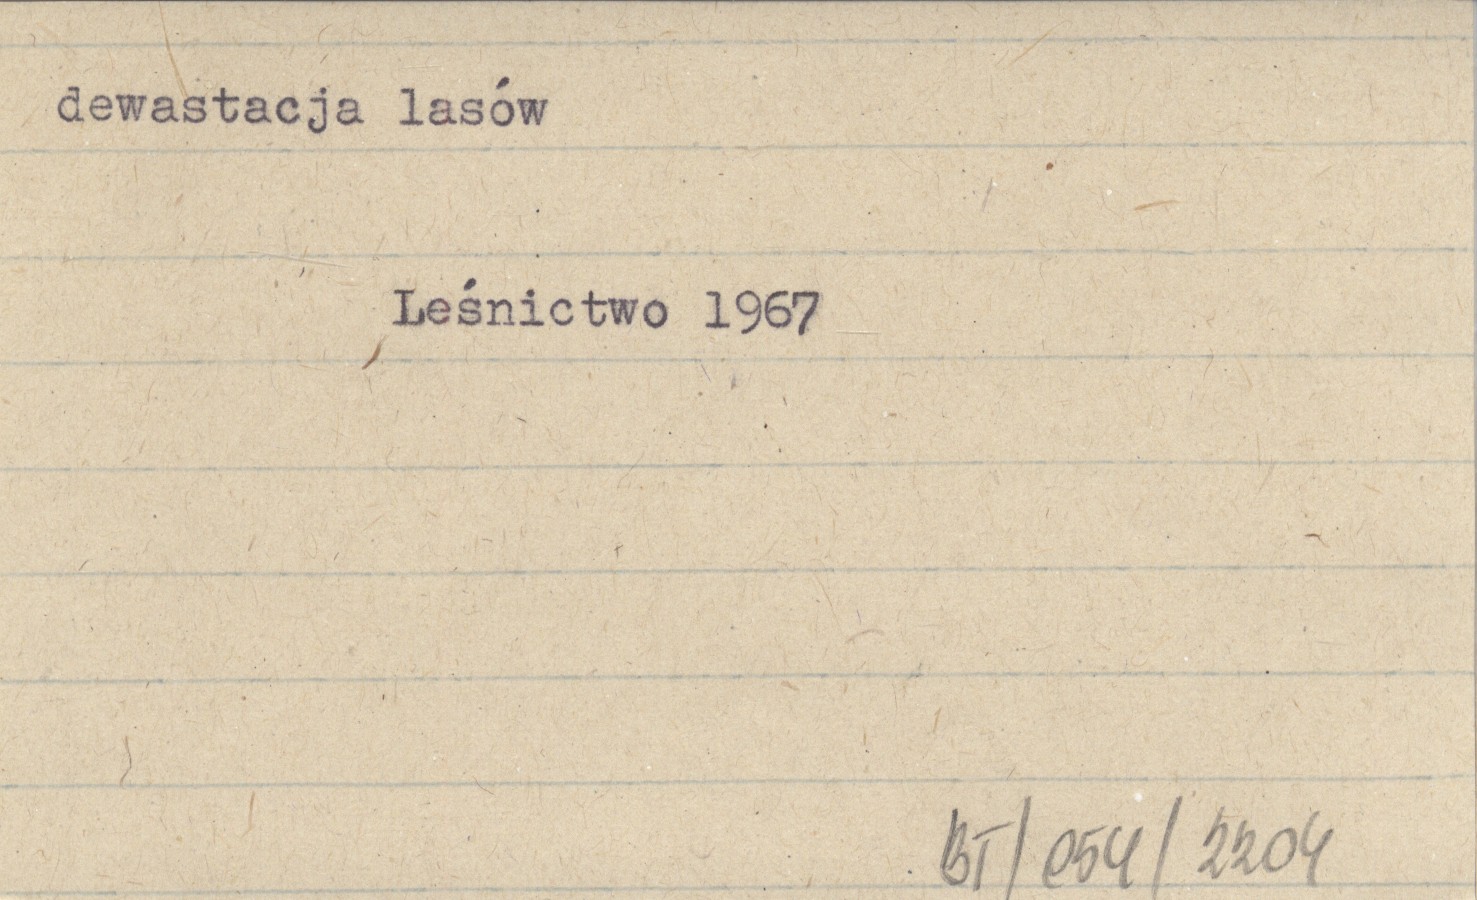 dewastacja lasów
Leśnictwo 1967
BT/054/2204